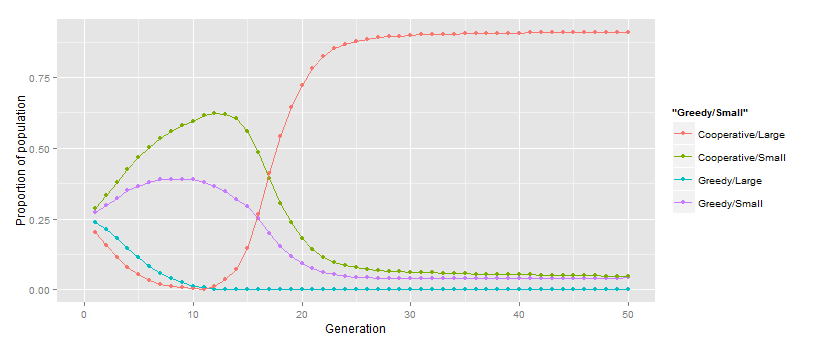 0.75
0.50
0.25
0.00
Proportion of population
0 10 20 30 40 50
Generation
"Greedy/Small"
Cooperative/Large
Cooperative/Small
Greedy/Large
Greedy/Small